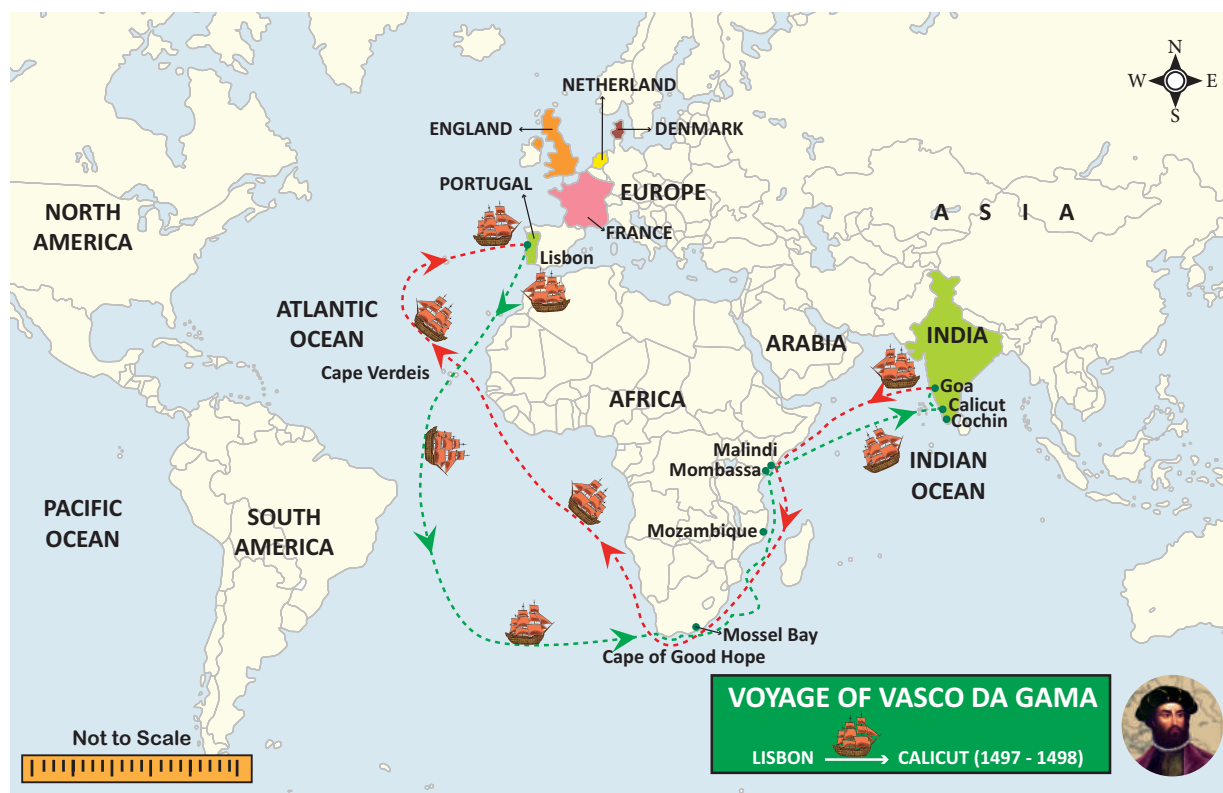 N
W E
S
NETHERLAND
ENGLAND
DENMARK
PORTUGAL
EUROPE
NORTH
AMERICA
A S I A
FRANCE
Lisbon
ATLANTIC
OCEAN
ARABIA
INDIA
Cape Verdeis
AFRICA
Goa
Calicut
Cochin
Malindi
Mombassa
INDIAN
OCEAN
PACIFIC
OCEAN
SOUTH
AMERICA
Mozambique
Mossel Bay
Cape of Good Hope
VOYAGE OF VASCO DA GAMA
LISBON CALICUT (1497 - 1498)
Not to Scale